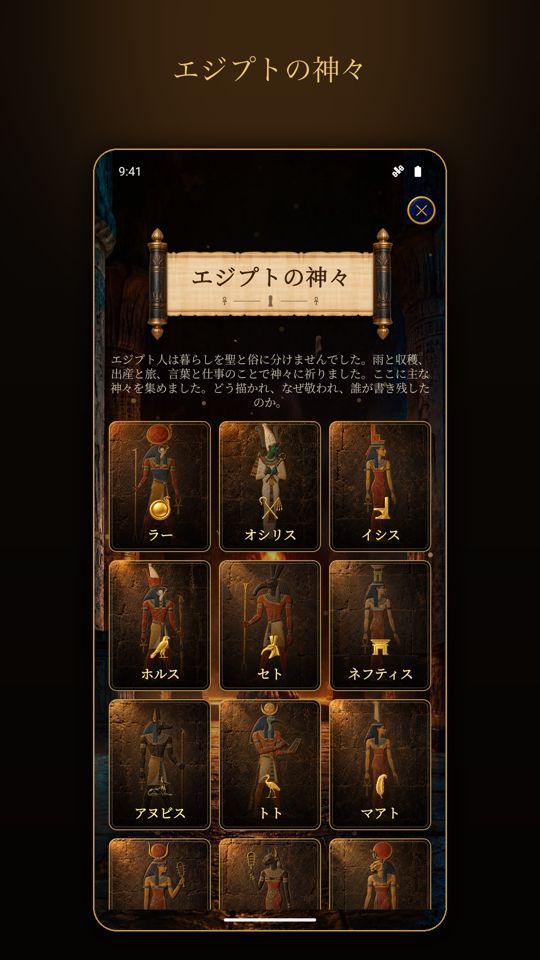 エジプトの神々
9:41
エジプトの神々
エジプト人は暮らしを聖と俗に分けませんでした。雨と収穫、
出産と旅、言葉と仕事のことで神々に祈りました。ここに主な
神々を集めました。どう描かれ、なぜ敬われ、誰が書き残した
のか。
ラー
オシリス
イシス
ホルス
セト
ネフティス
アヌビス
トト
マアト